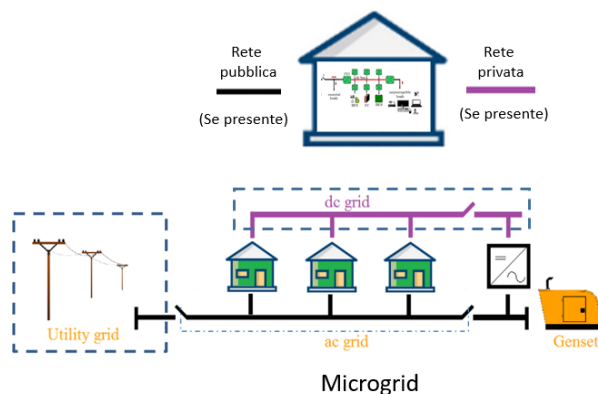 Rete
pubblica
(Se presente)
Rete
privata
(Se presente)
dc grid
Utility grid
ac grid
Genset
Microgrid